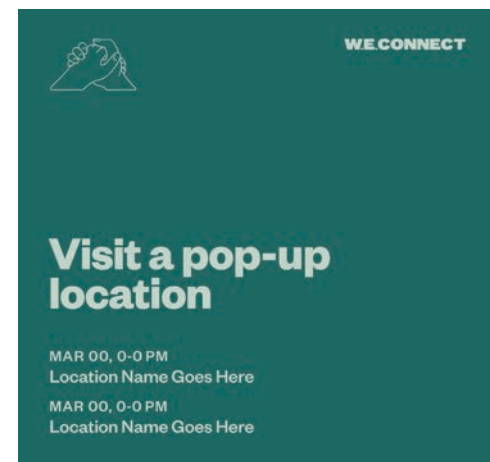 W.E.CONNECT
Visit a pop-up
location
MAR 00, 0-0 PM
Location Name Goes Here
MAR 00, 0-0 PM
Location Name Goes Here